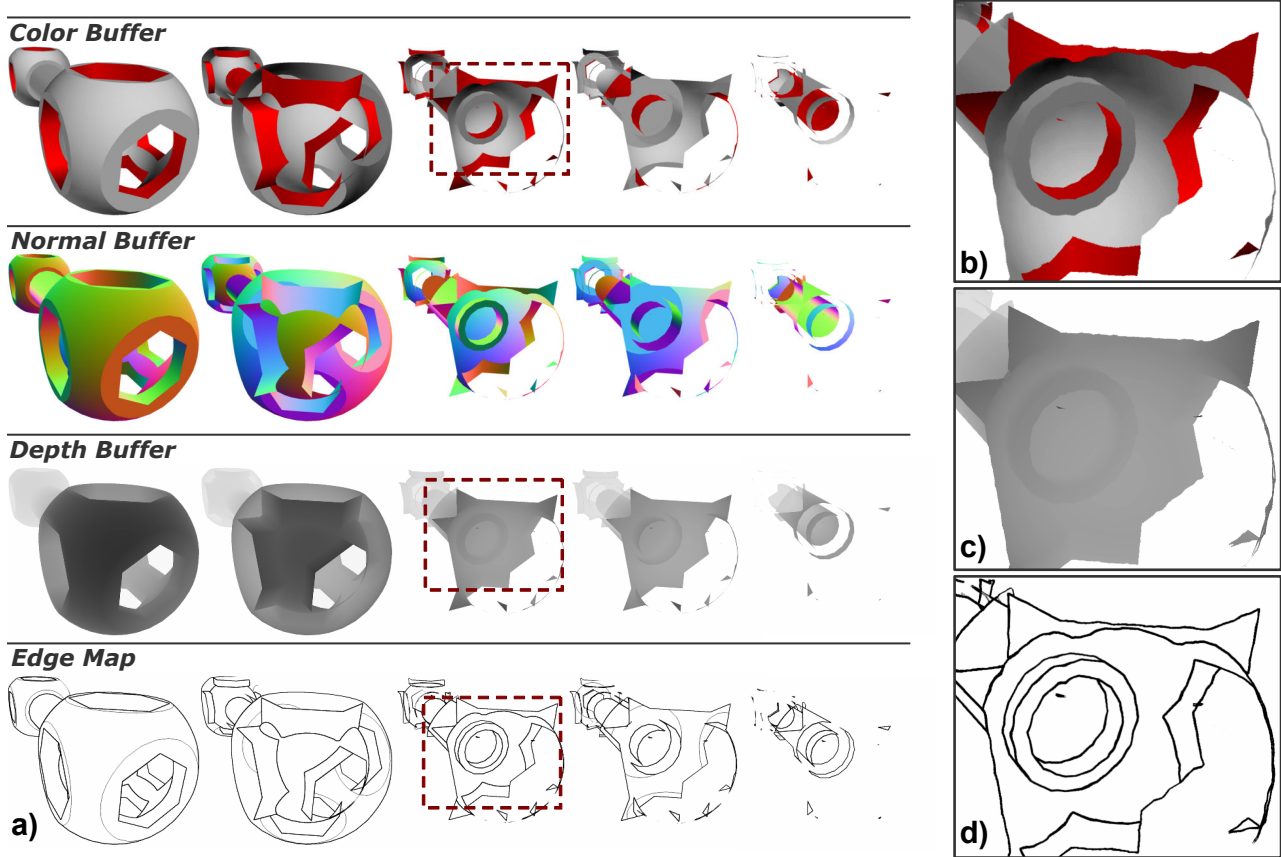 Color Buffer
Normal Buffer
Depth Buffer
Edge Map
a)
b)
c)
d)